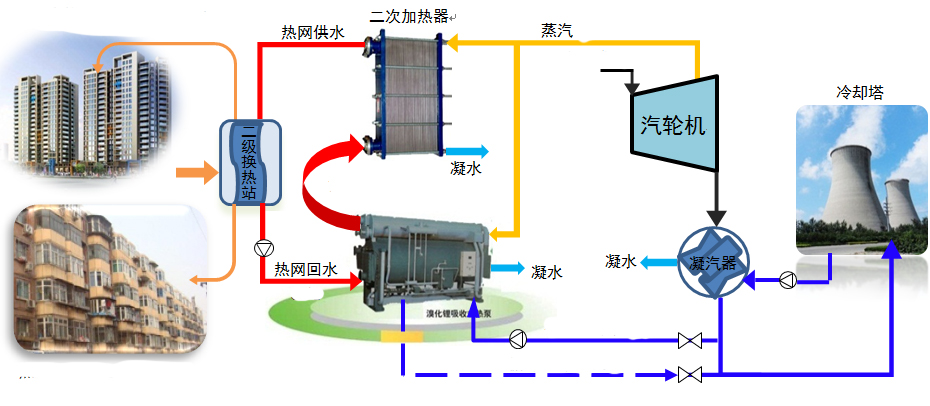 二次加热器
热网供水
蒸汽
冷却塔
汽轮机
二级换热站
凝水
凝汽器
凝水
热网回水
凝水
溴化锂吸收
热泵